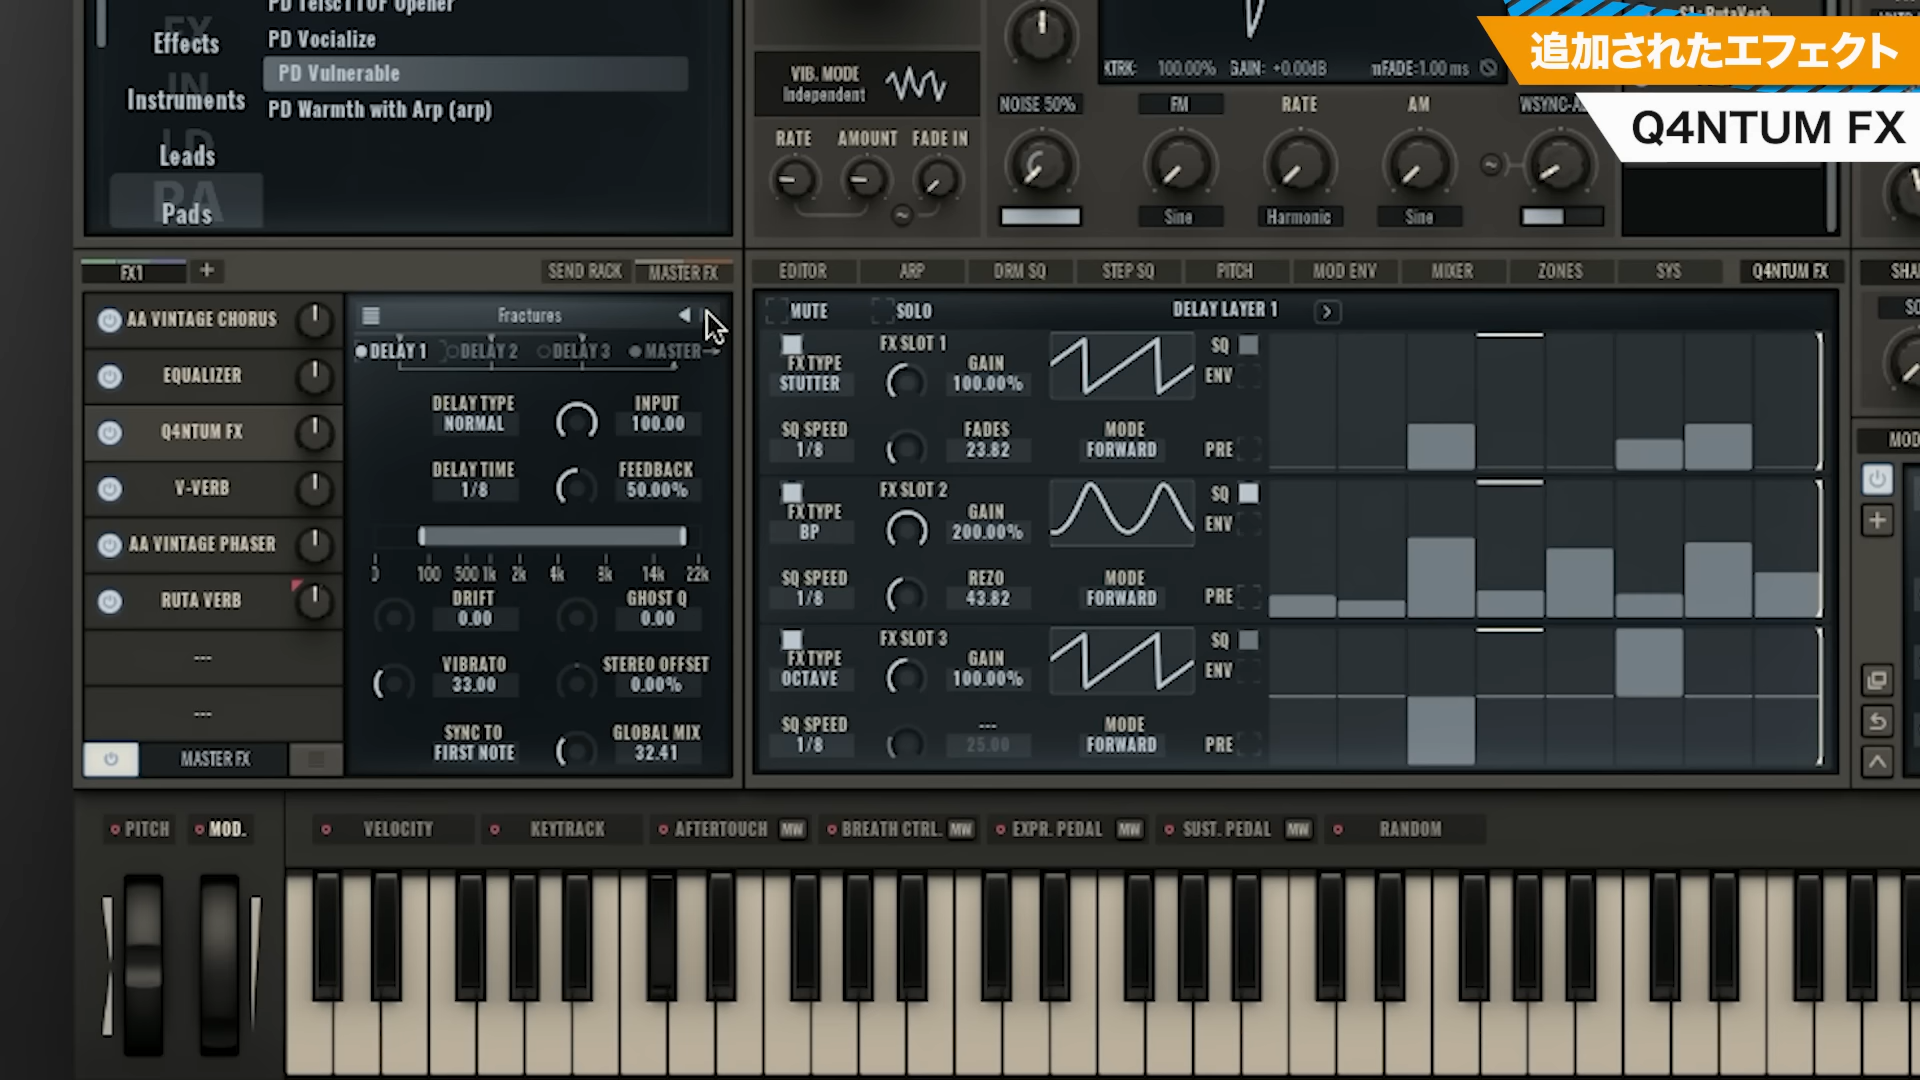 PD Vocialize
PD Vulnerable
PD Warmth with Arp (arp)
Effects
Instruments
Leads
Pads
VIB. MODE
Independent
RATE AMOUNT FADE IN
KTRK: 100.00% GAIN: +0.00dB
NOISE 50% FM RATE AM
Sine Harmonic Sine
追加されたエフェクト
Q4NTUM FX
FX1 + SEND RACK MASTER FX
AA VINTAGE CHORUS
EQUALIZER
Q4NTUM FX
V-VERB
AA VINTAGE PHASER
RUTA VERB
---
---
MASTER FX
Fractures
DELAY 1 DELAY 2 DELAY 3 MASTER
DELAY TYPE INPUT
NORMAL 100.00
DELAY TIME FEEDBACK
1/8 50.00%
100 500 1k 2k 4k 8k 14k 22k
DRIFT GHOST Q
0.00 0.00
VIBRATO STEREO OFFSET
33.00 0.00%
SYNC TO GLOBAL MIX
FIRST NOTE 32.41
EDITOR ARP DRM SQ STEP SQ PITCH MOD ENV MIXER ZONES SYS Q4NTUM FX
MUTE SOLO DELAY LAYER 1 >
FX SLOT 1 SQ
FX TYPE GAIN ENV
STUTTER 100.00%
SQ SPEED FADES MODE
1/8 23.82 FORWARD PRE
FX SLOT 2 SQ
FX TYPE GAIN ENV
BP 200.00%
SQ SPEED REZO MODE
1/8 43.82 FORWARD PRE
FX SLOT 3 SQ
FX TYPE GAIN ENV
OCTAVE 100.00%
SQ SPEED --- MODE
1/8 25.00 FORWARD PRE
PITCH MOD. VELOCITY KEYTRACK AFTERTOUCH MW BREATH CTRL. MW EXPR. PEDAL MW SUST. PEDAL MW RANDOM